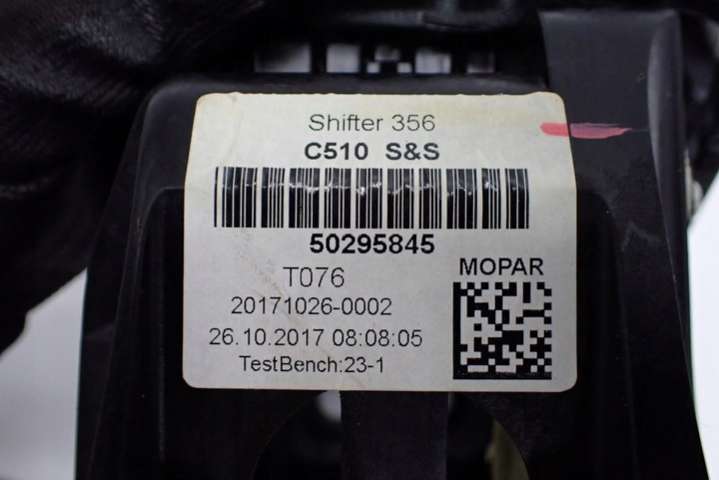 Shifter 356
C510 S&S
50295845
T076
MOPAR
20171026-0002
26.10.2017 08:08:05
TestBench:23-1